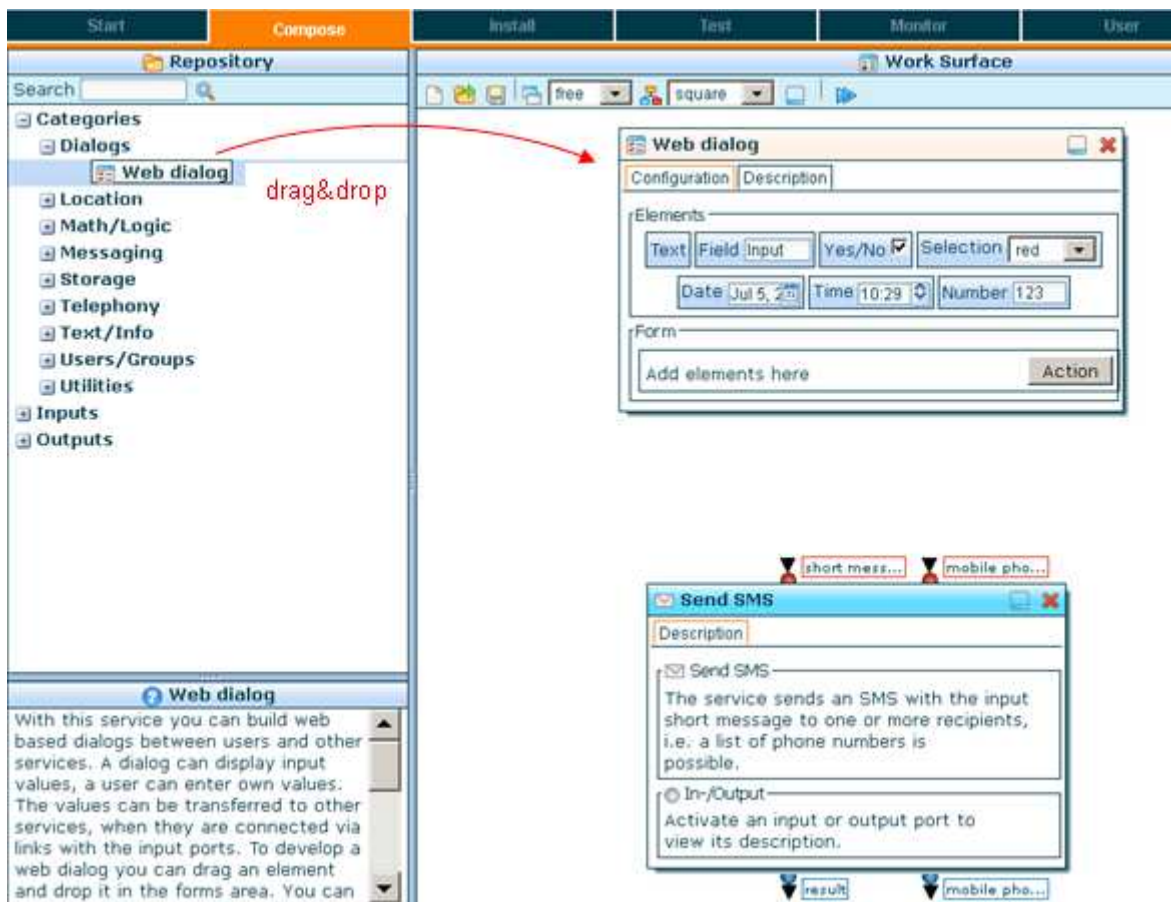 Start Compose Install Test Monitor User
Repository
Search
Categories
Dialogs
Web dialog
Location
Math/Logic
Messaging
Storage
Telephony
Text/Info
Users/Groups
Utilities
Inputs
Outputs
drag&drop
Web dialog
With this service you can build web
based dialogs between users and other
services. A dialog can display input
values, a user can enter own values.
The values can be transferred to other
services, when they are connected via
links with the input ports. To develop a
web dialog you can drag an element
and drop it in the forms area. You can
Work Surface
free square
Web dialog
Configuration Description
Elements
Text Field Input Yes/No Selection red
Date Jul 5, Time 10:29 Number 123
Form
Add elements here Action
short mess... mobile pho...
Send SMS
Description
Send SMS
The service sends an SMS with the input
short message to one or more recipients,
i.e. a list of phone numbers is
possible.
In-/Output
Activate an input or output port to
view its description.
result mobile pho...